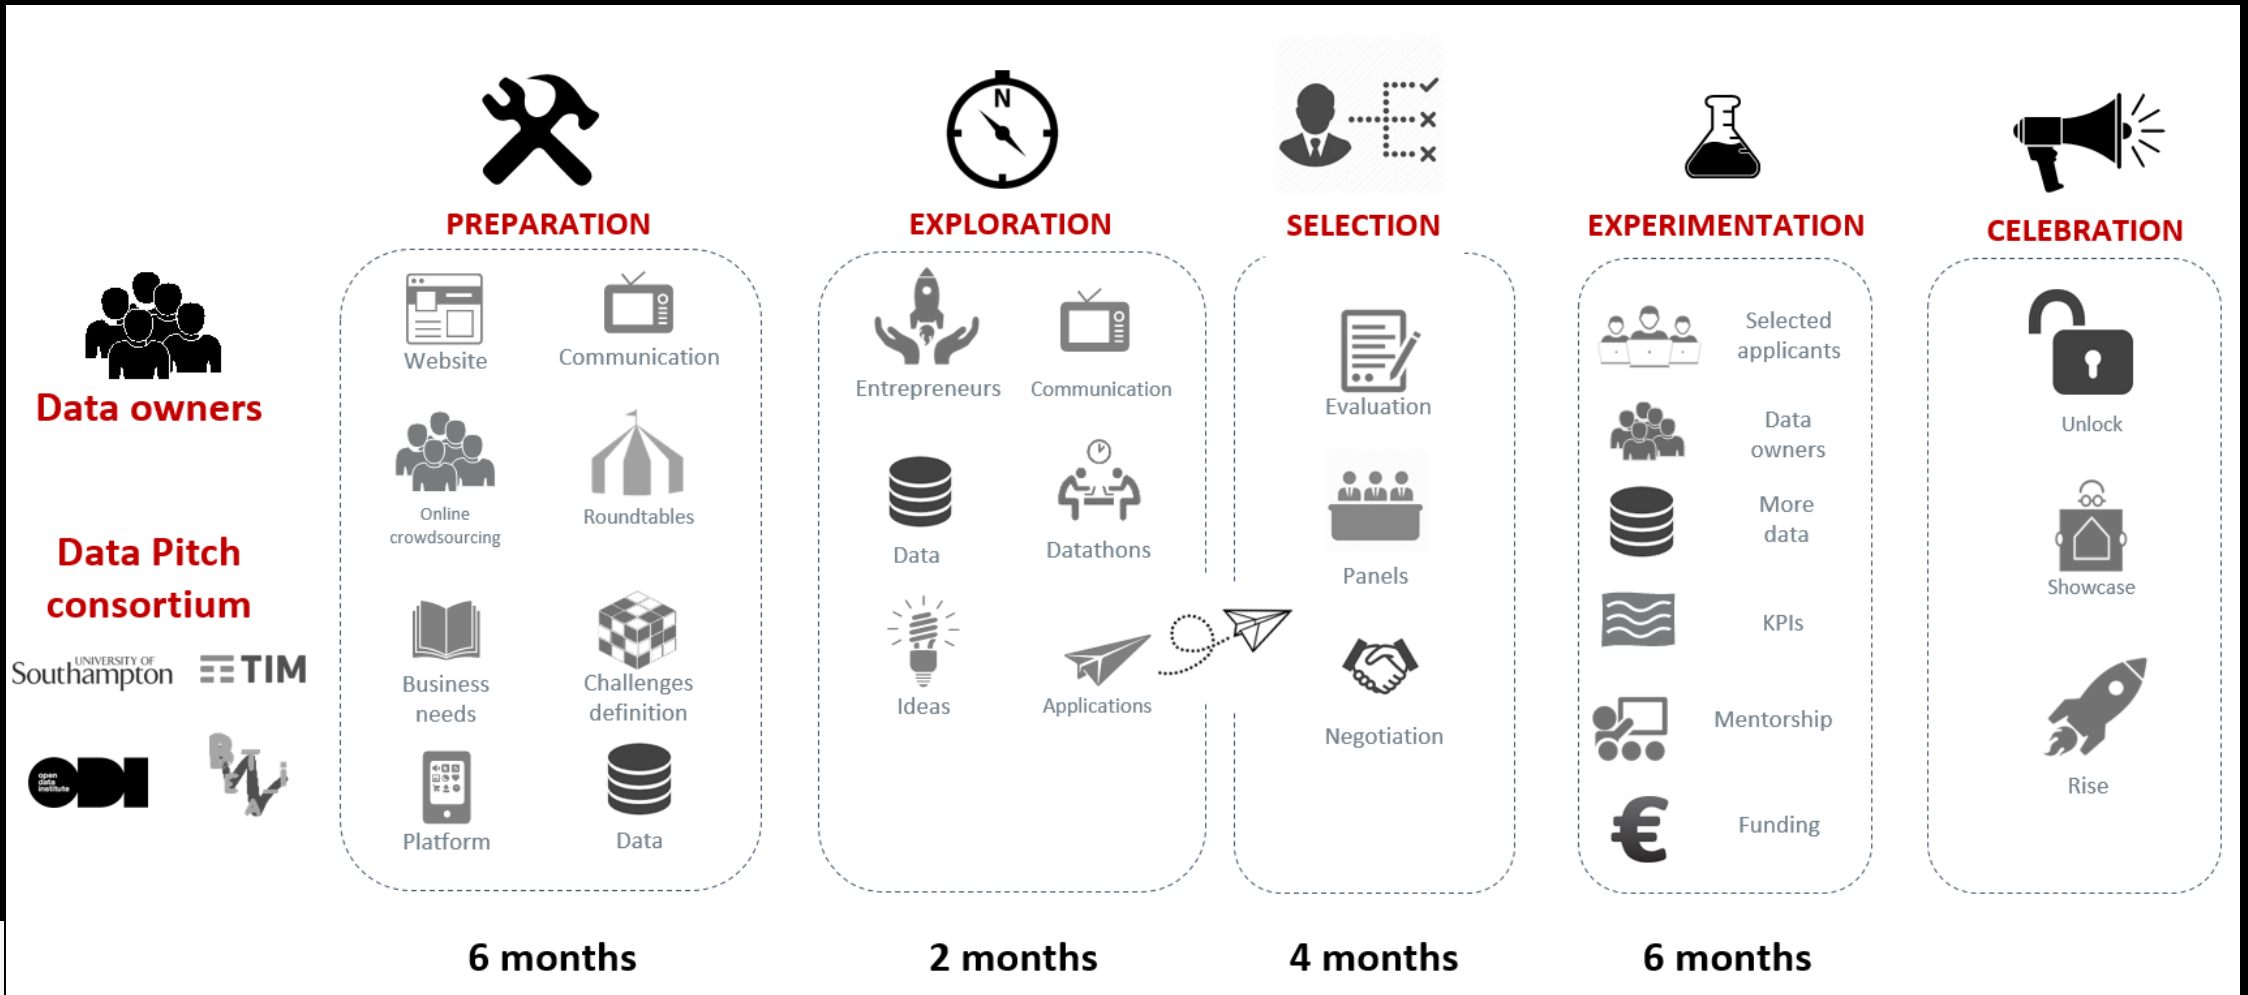 N
PREPARATION
EXPLORATION
SELECTION
EXPERIMENTATION
CELEBRATION
Data owners
Data Pitch
consortium
UNIVERSITY OF
Southampton
TIM
open
data
institute
ODI
BETA
i
Website
Communication
Online
crowdsourcing
Roundtables
Business
needs
Challenges
definition
Platform
Data
Entrepreneurs
Communication
Data
Datathons
Ideas
Applications
Evaluation
Panels
Negotiation
Selected
applicants
Data
owners
More
data
KPIs
Mentorship
€
Funding
Unlock
Showcase
Rise
6 months
2 months
4 months
6 months